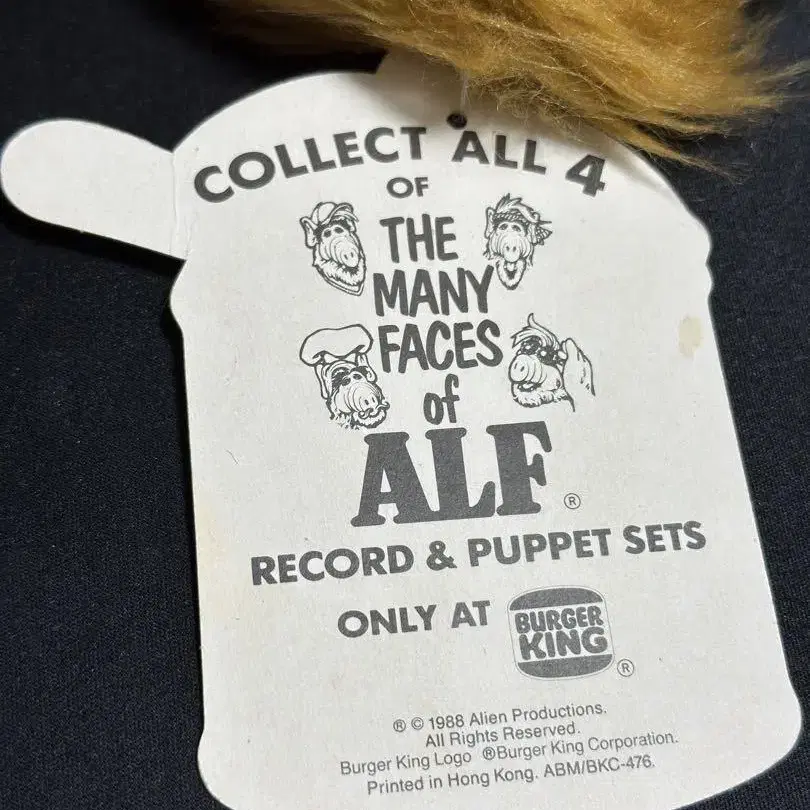 COLLECT ALL 4
OF
THE
MANY
FACES
of
ALF®
RECORD & PUPPET SETS
ONLY AT BURGER KING®
® © 1988 Alien Productions.
All Rights Reserved.
Burger King Logo ®Burger King Corporation.
Printed in Hong Kong. ABM/BKC-476.